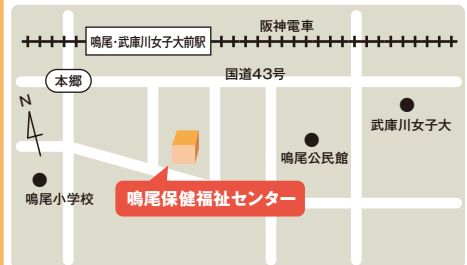 阪神電車
鳴尾・武庫川女子大前駅
国道43号
本郷
N
武庫川女子大
鳴尾公民館
鳴尾小学校
鳴尾保健福祉センター